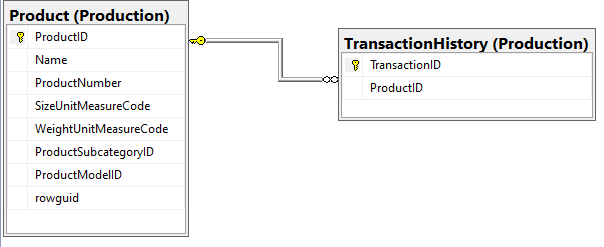 Product (Production)
ProductID
Name
ProductNumber
SizeUnitMeasureCode
WeightUnitMeasureCode
ProductSubcategoryID
ProductModelID
rowguid
TransactionHistory (Production)
TransactionID
ProductID